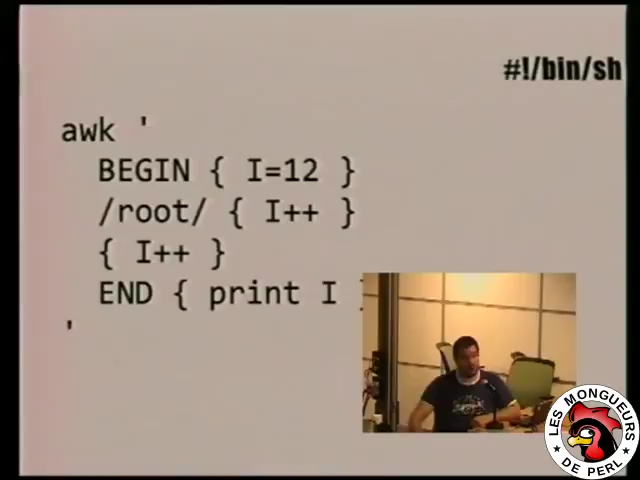 #!/bin/sh
awk '
BEGIN { I=12 }
/root/ { I++ }
{ I++ }
END { print I
'
LES MONGUEURS
DE PERL